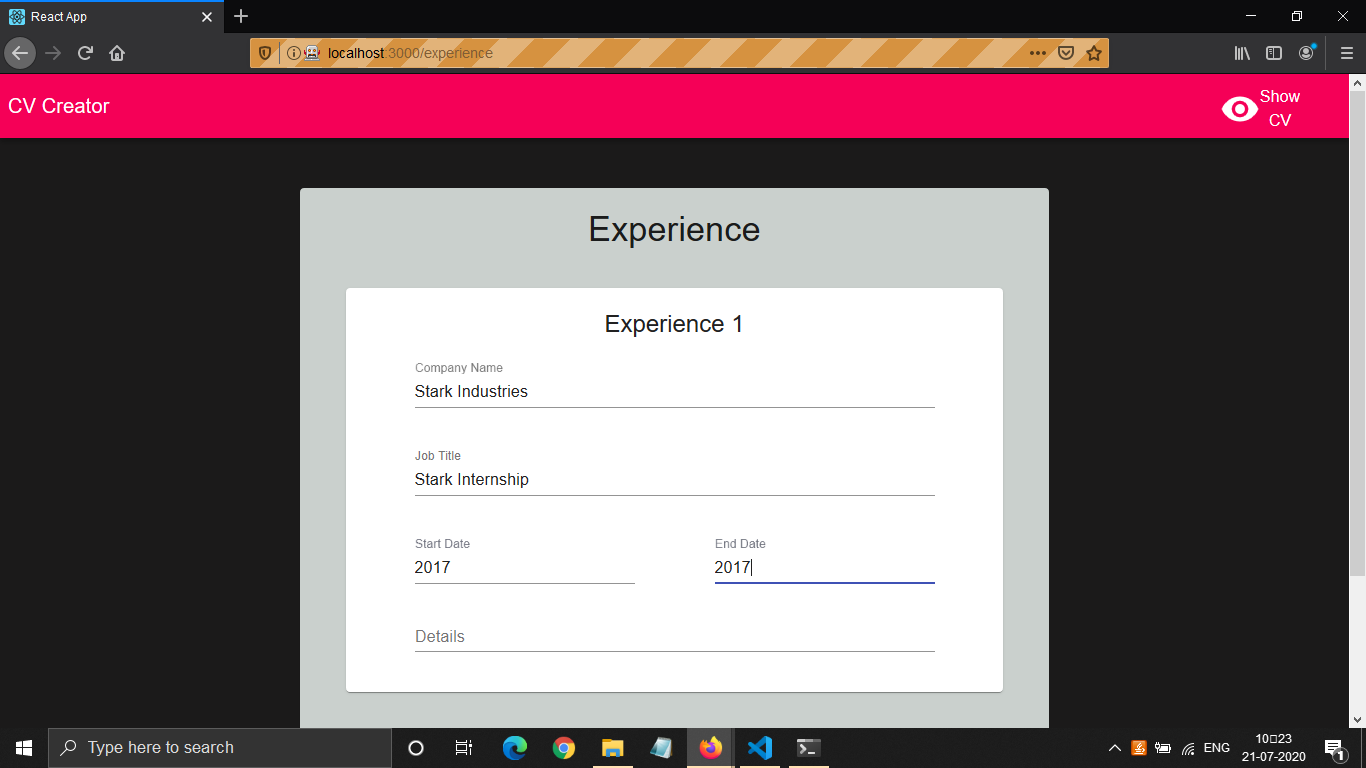 React App
localhost:3000/experience
CV Creator
Show
CV
Experience
Experience 1
Company Name
Stark Industries
Job Title
Stark Internship
Start Date
End Date
2017
2017
Details
Type here to search
ENG
10▯23
21-07-2020
1